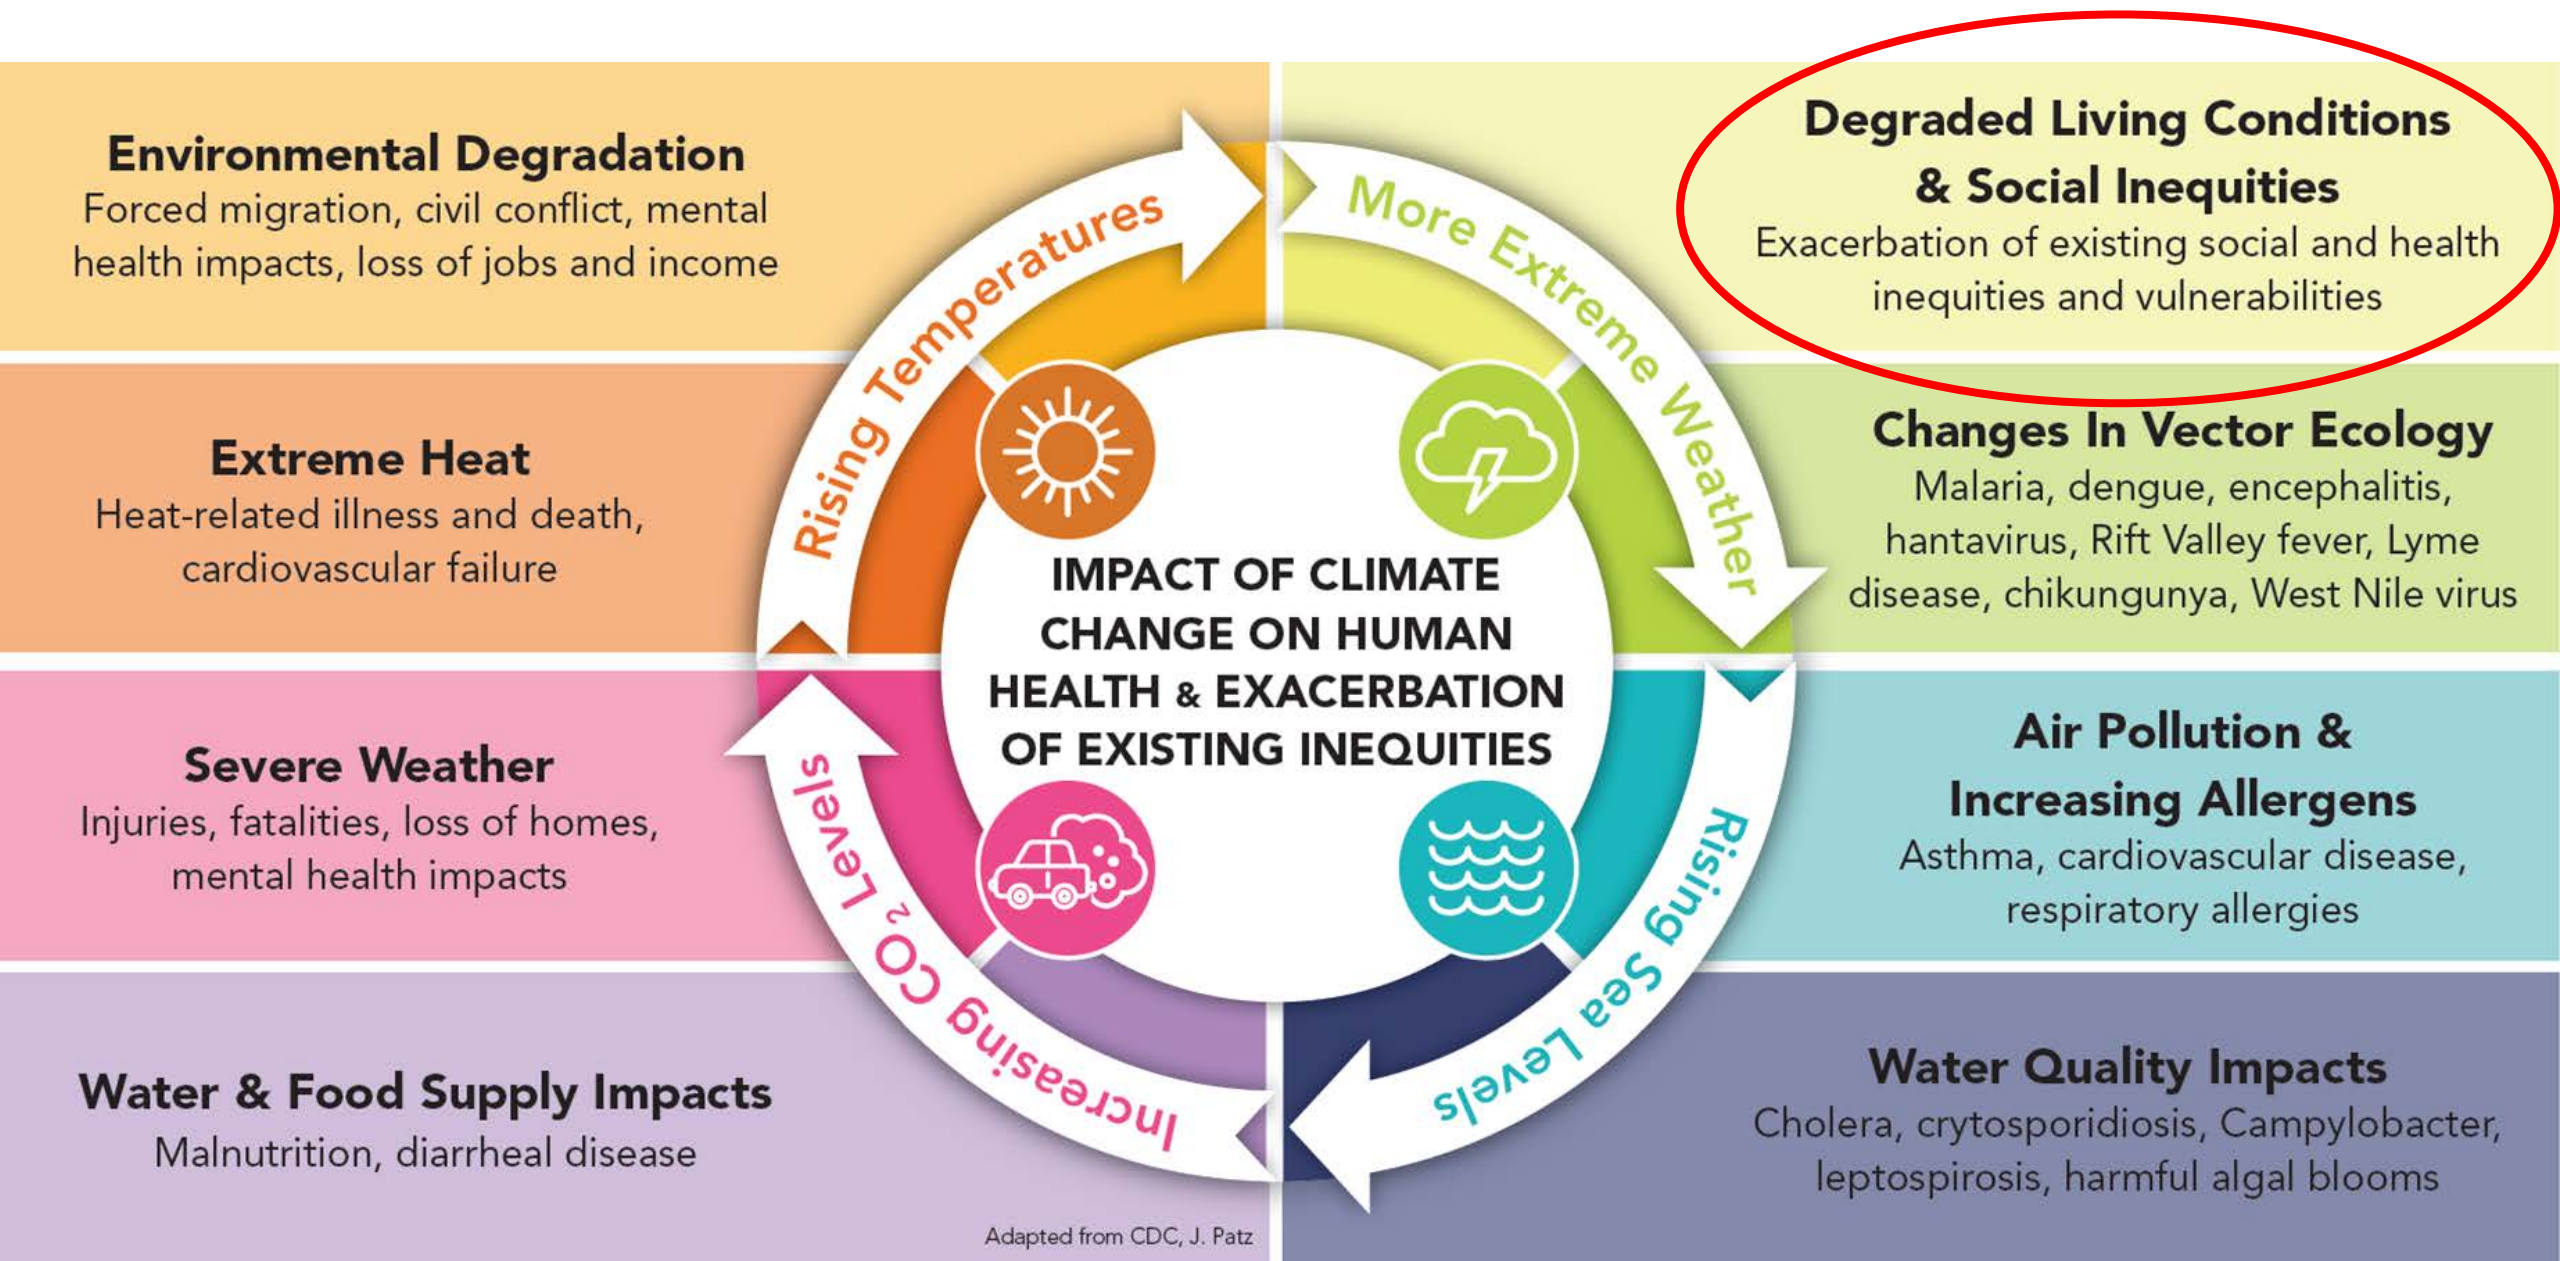 Environmental Degradation
Forced migration, civil conflict, mental
health impacts, loss of jobs and income
Extreme Heat
Heat-related illness and death,
cardiovascular failure
Severe Weather
Injuries, fatalities, loss of homes,
mental health impacts
Water & Food Supply Impacts
Malnutrition, diarrheal disease
Adapted from CDC, J. Patz
Rising Temperatures
More Extreme Weather
Rising Sea Levels
Increasing CO₂ Levels
IMPACT OF CLIMATE
CHANGE ON HUMAN
HEALTH & EXACERBATION
OF EXISTING INEQUITIES
Degraded Living Conditions
& Social Inequities
Exacerbation of existing social and health
inequities and vulnerabilities
Changes In Vector Ecology
Malaria, dengue, encephalitis,
hantavirus, Rift Valley fever, Lyme
disease, chikungunya, West Nile virus
Air Pollution &
Increasing Allergens
Asthma, cardiovascular disease,
respiratory allergies
Water Quality Impacts
Cholera, crytosporidiosis, Campylobacter,
leptospirosis, harmful algal blooms